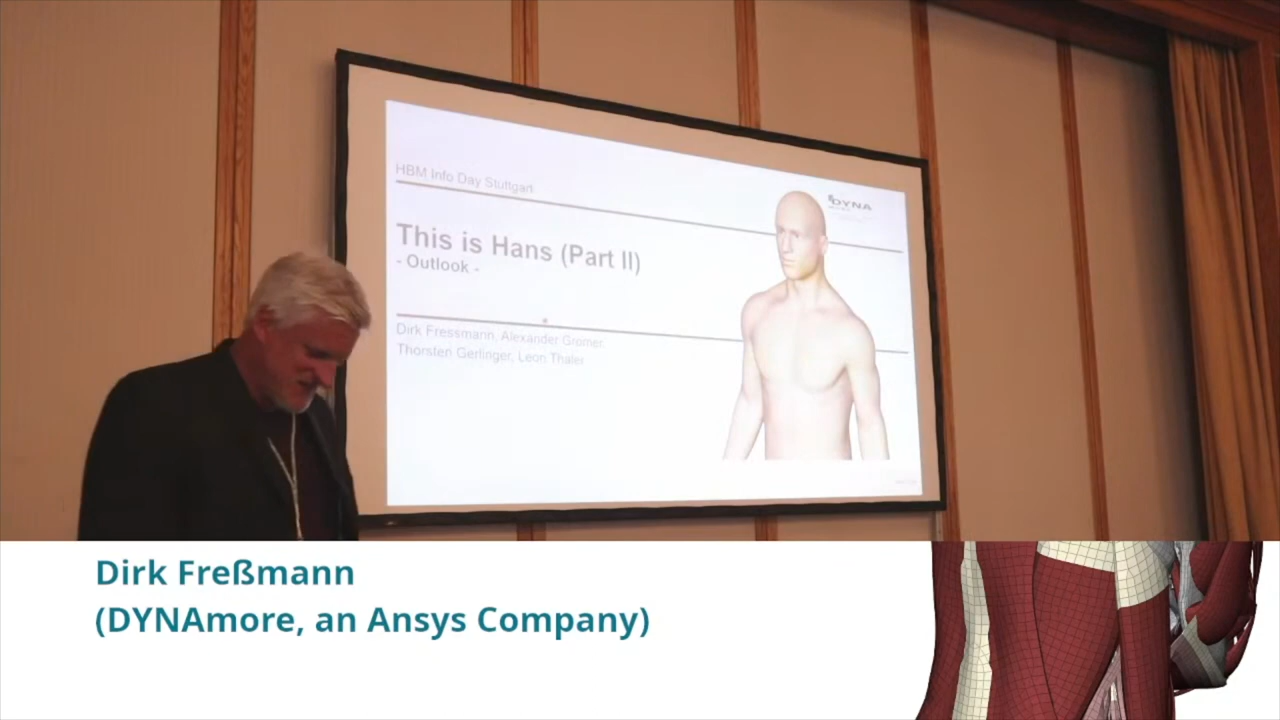 HBM Info Day Stuttgart
DYNA
This is Hans (Part II)
- Outlook -
Dirk Fressmann, Alexander Gromer,
Thorsten Gerlinger, Leon Thaler
Dirk Freßmann
(DYNAmore, an Ansys Company)